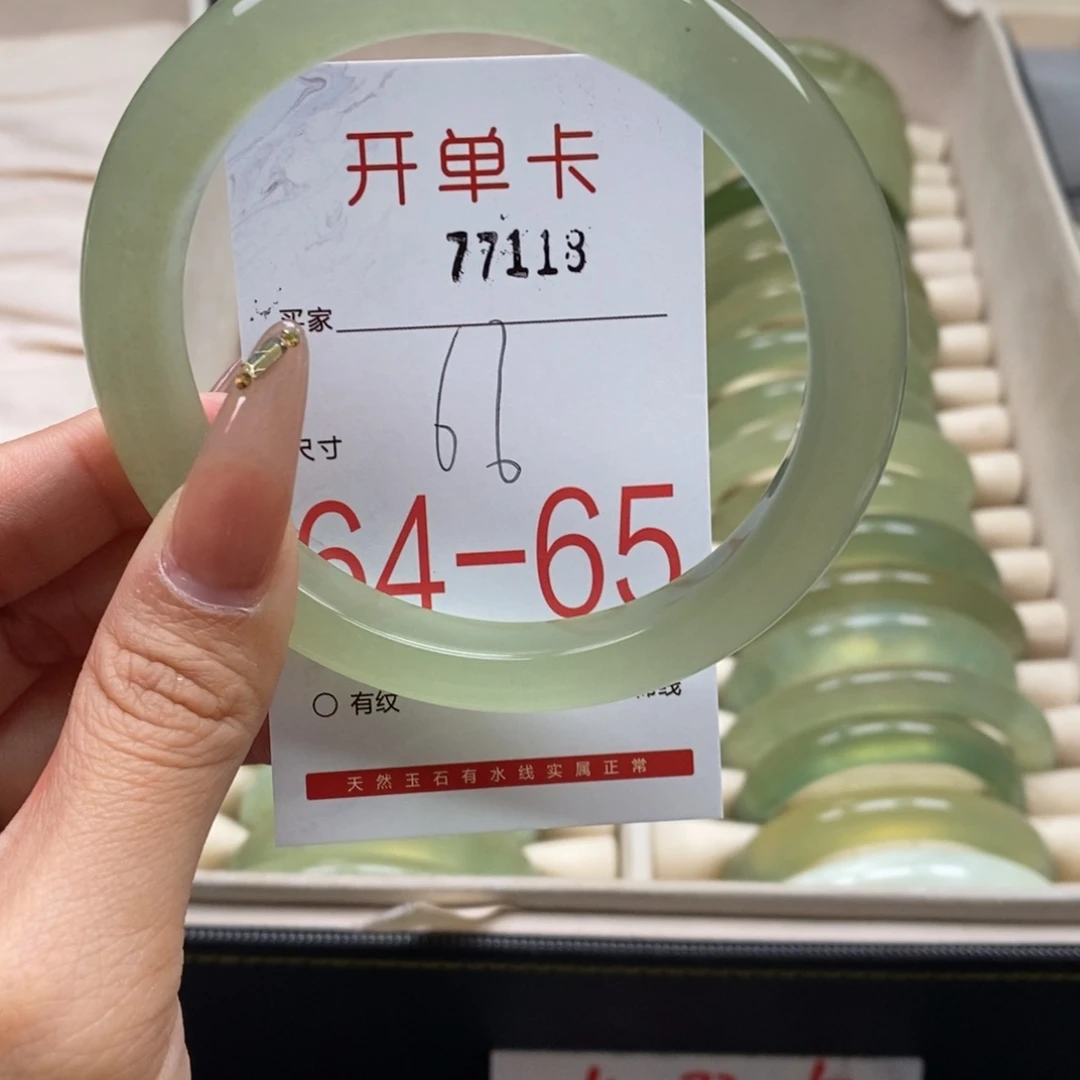 开单卡
77118
买家
66
尺寸
64-65
有纹
天然玉石有水线实属正常